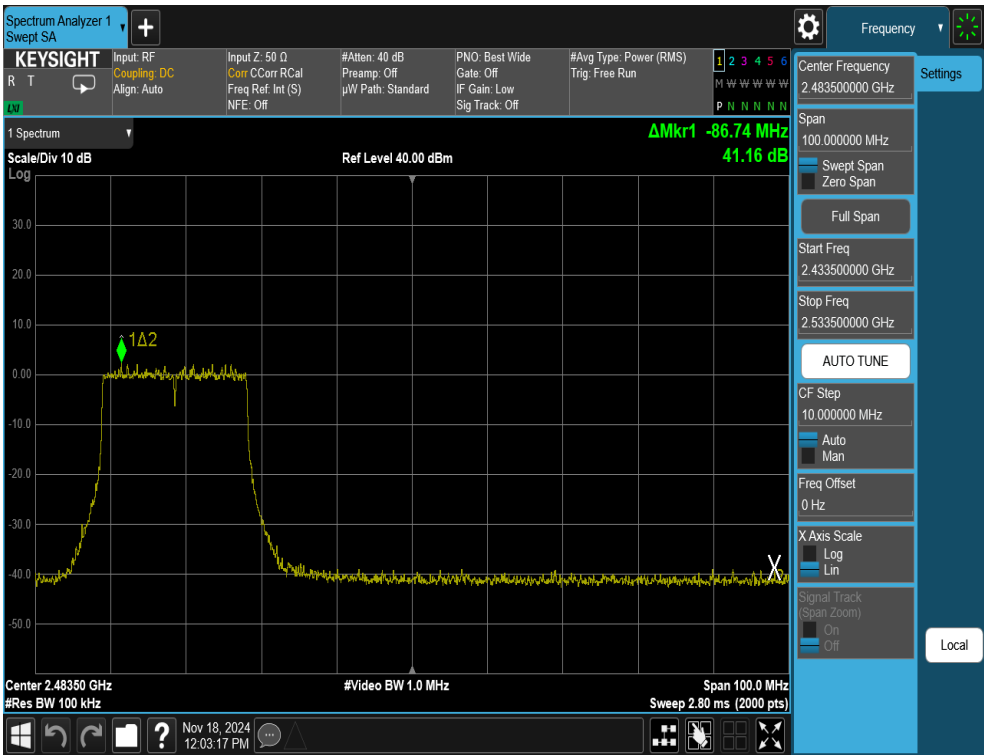 Spectrum Analyzer 1
Swept SA
Frequency
KEYSIGHT
R T
LXI
Input: RF
Coupling: DC
Align: Auto
Input Z: 50 Ω
Corr CCorr RCal
Freq Ref: Int (S)
NFE: Off
#Atten: 40 dB
Preamp: Off
µW Path: Standard
PNO: Best Wide
Gate: Off
IF Gain: Low
Sig Track: Off
#Avg Type: Power (RMS)
Trig: Free Run
1 2 3 4 5 6
M W W W W W
P N N N N N
1 Spectrum
Scale/Div 10 dB
Log
Ref Level 40.00 dBm
ΔMkr1 -86.74 MHz
41.16 dB
30.0
20.0
10.0
0.00
-10.0
-20.0
-30.0
-40.0
-50.0
1Δ2
X
Center 2.48350 GHz
#Res BW 100 kHz
#Video BW 1.0 MHz
Span 100.0 MHz
Sweep 2.80 ms (2000 pts)
Nov 18, 2024
12:03:17 PM
Center Frequency
2.483500000 GHz
Span
100.000000 MHz
Swept Span
Zero Span
Full Span
Start Freq
2.433500000 GHz
Stop Freq
2.533500000 GHz
AUTO TUNE
CF Step
10.000000 MHz
Auto
Man
Freq Offset
0 Hz
X Axis Scale
Log
Lin
Signal Track
(Span Zoom)
On
Off
Settings
Local